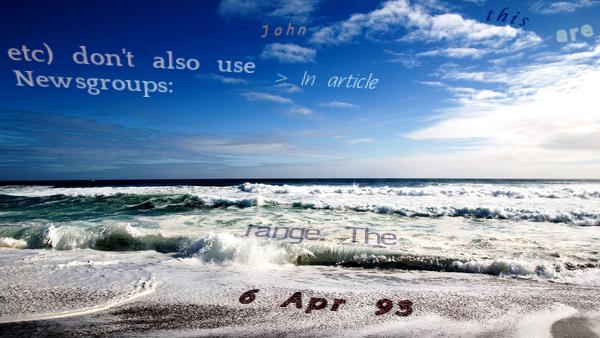 John
this
are
etc) don't also use
Newsgroups:
> In article
range. The
6 Apr 93